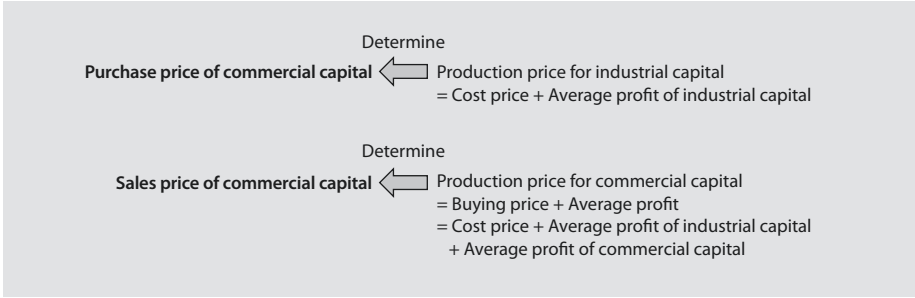 Determine
Purchase price of commercial capital Production price for industrial capital
= Cost price + Average profit of industrial capital
Determine
Sales price of commercial capital Production price for commercial capital
= Buying price + Average profit
= Cost price + Average profit of industrial capital
+ Average profit of commercial capital